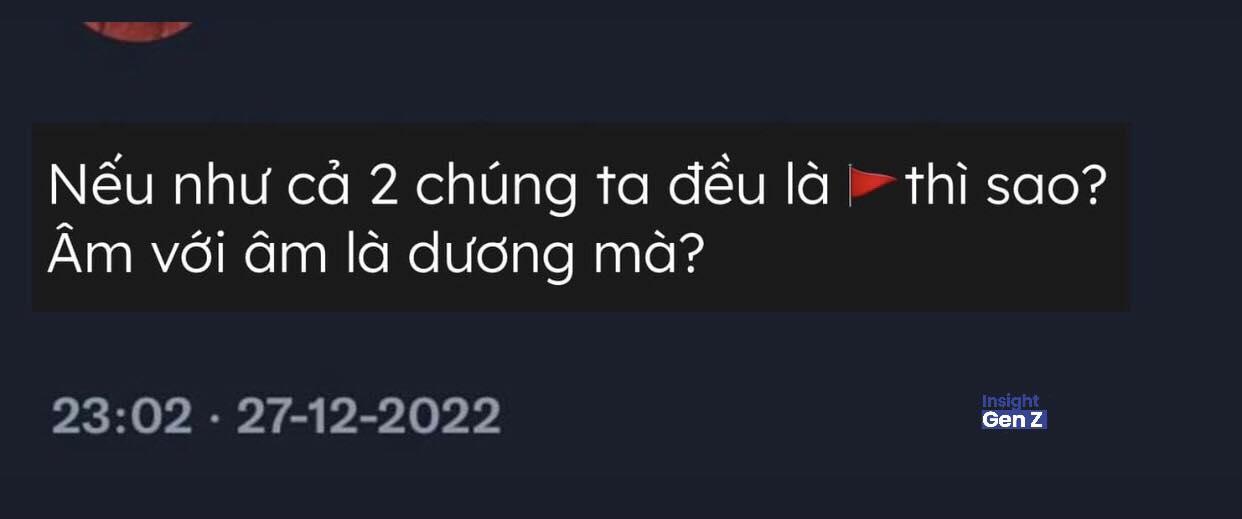 Nếu như cả 2 chúng ta đều là 🚩thì sao?
Âm với âm là dương mà?
23:02 · 27-12-2022
Insight
Gen Z